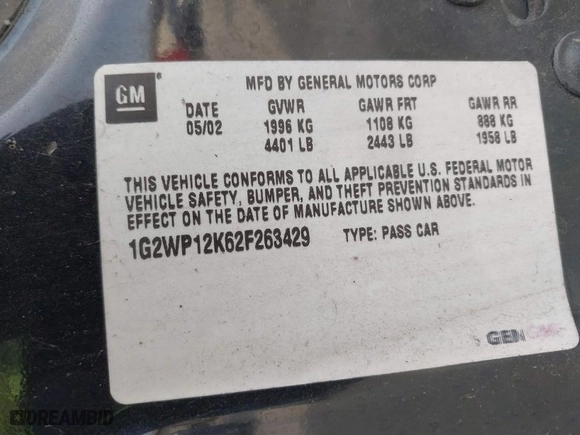 GM
MFD BY GENERAL MOTORS CORP
DATE GVWR GAWR FRT GAWR RR
05/02 1996 KG 1108 KG 888 KG
4401 LB 2443 LB 1958 LB
THIS VEHICLE CONFORMS TO ALL APPLICABLE U.S. FEDERAL MOTOR
VEHICLE SAFETY, BUMPER, AND THEFT PREVENTION STANDARDS IN
EFFECT ON THE DATE OF MANUFACTURE SHOWN ABOVE.
1G2WP12K62F263429 TYPE: PASS CAR
DREAMBID